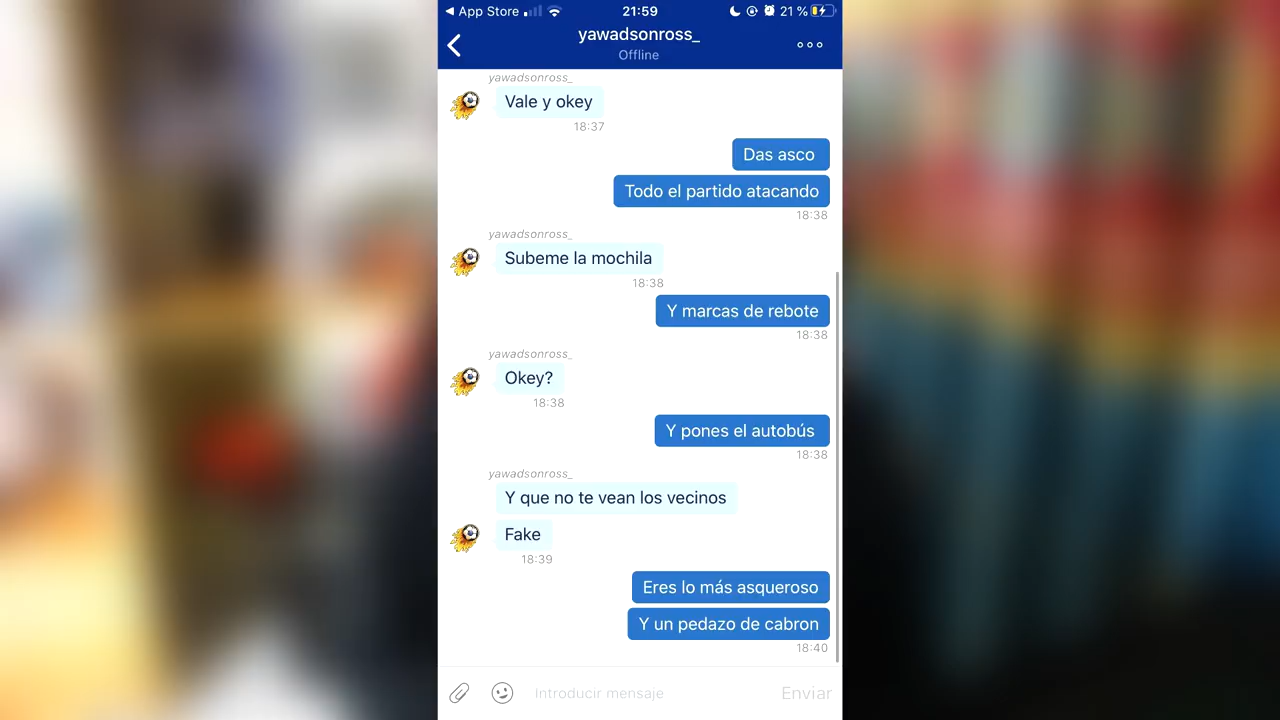 ◀ App Store
21:59
21 %
yawadsonross_
Offline
yawadsonross_
Vale y okey
18:37
Das asco
Todo el partido atacando
18:38
yawadsonross_
Subeme la mochila
18:38
Y marcas de rebote
18:38
yawadsonross_
Okey?
18:38
Y pones el autobús
18:38
yawadsonross_
Y que no te vean los vecinos
Fake
18:39
Eres lo más asqueroso
Y un pedazo de cabron
18:40
Introducir mensaje
Enviar